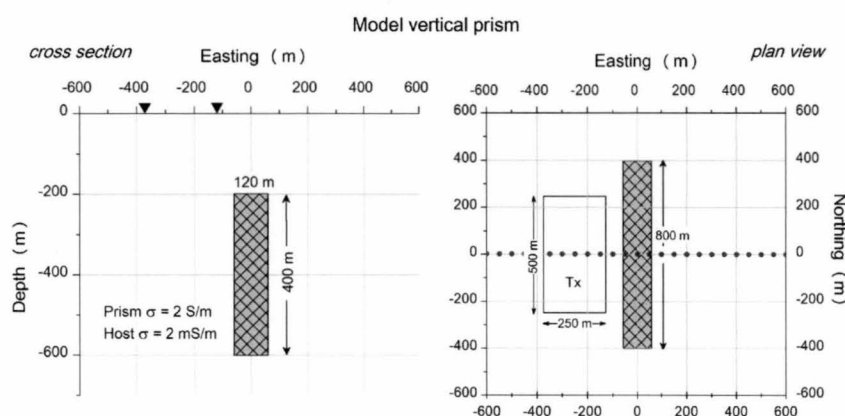 Model vertical prism
cross section
Easting ( m )
-600 -400 -200 0 200 400 600
0
-200
-400
-600
Depth ( m )
120 m
400 m
Prism σ = 2 S/m
Host σ = 2 mS/m
Easting ( m )
plan view
-600 -400 -200 0 200 400 600
600 600
400 400
200 200
0 0
-200 -200
-400 -400
-600 -600
Northing ( m )
800 m
500 m
Tx
250 m
-600 -400 -200 0 200 400 600